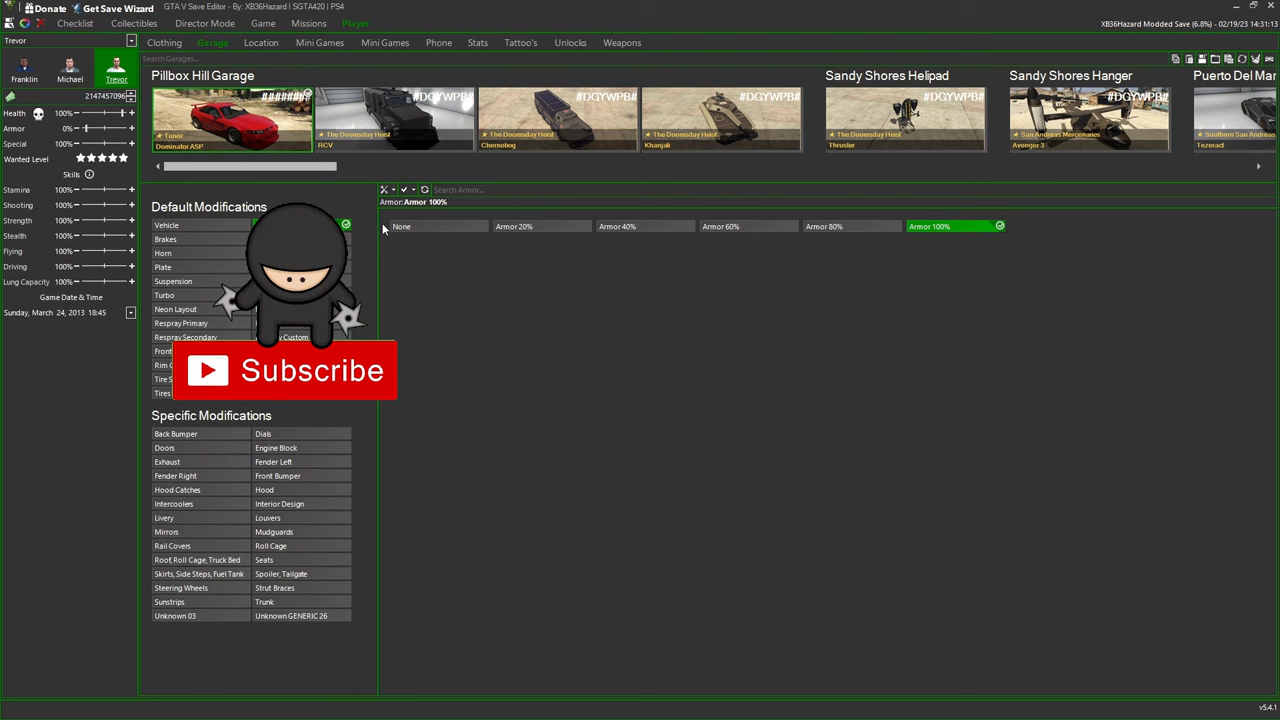 Donate Get Save Wizard GTA V Save Editor - By: XB36Hazard | SGTA420 | PS4
Checklist Collectibles Director Mode Game Missions Player
XB36Hazard Modded Save (6.8%) - 02/19/23 14:31:13
Trevor
Franklin Michael Trevor
2147457096
Health 100%
Armor 0%
Special
Wanted Level
Skills
Stamina 100%
Shooting 100%
Strength 100%
Stealth 100%
Flying 100%
Driving 100%
Lung Capacity 100%
Game Date & Time
Sunday, March 24, 2013 18:45
Clothing Garage Location Mini Games Mini Games Phone Stats Tattoo's Unlocks Weapons
Search Garages...
Pillbox Hill Garage
########
Tuner
Dominator ASP
#DGYWPB#
The Doomsday Heist
RCV
#DGYWPB#
The Doomsday Heist
Chernobog
#DGYWPB#
The Doomsday Heist
Khanjali
Sandy Shores Helipad
#DGYWPB#
The Doomsday Heist
Thruster
Sandy Shores Hanger
#DGYWPB#
San Andreas Mercenaries
Avenger 3
Puerto Del Mar
Southern San Andreas
Tezeract
Default Modifications
Vehicle
Brakes
Horn
Plate
Suspension
Turbo
Neon Layout
Respray Primary
Respray Secondary
Custom
Front
Rim
Tire
Tires
Subscribe
Specific Modifications
Back Bumper Dials
Doors Engine Block
Exhaust Fender Left
Fender Right Front Bumper
Hood Catches Hood
Intercoolers Interior Design
Livery Louvers
Mirrors Mudguards
Rail Covers Roll Cage
Roof, Roll Cage, Truck Bed Seats
Skirts, Side Steps, Fuel Tank Spoiler, Tailgate
Steering Wheels Strut Braces
Sunstrips Trunk
Unknown 03 Unknown GENERIC 26
Search Armor...
Armor: Armor 100%
None Armor 20% Armor 40% Armor 60% Armor 80% Armor 100%
v5.4.1